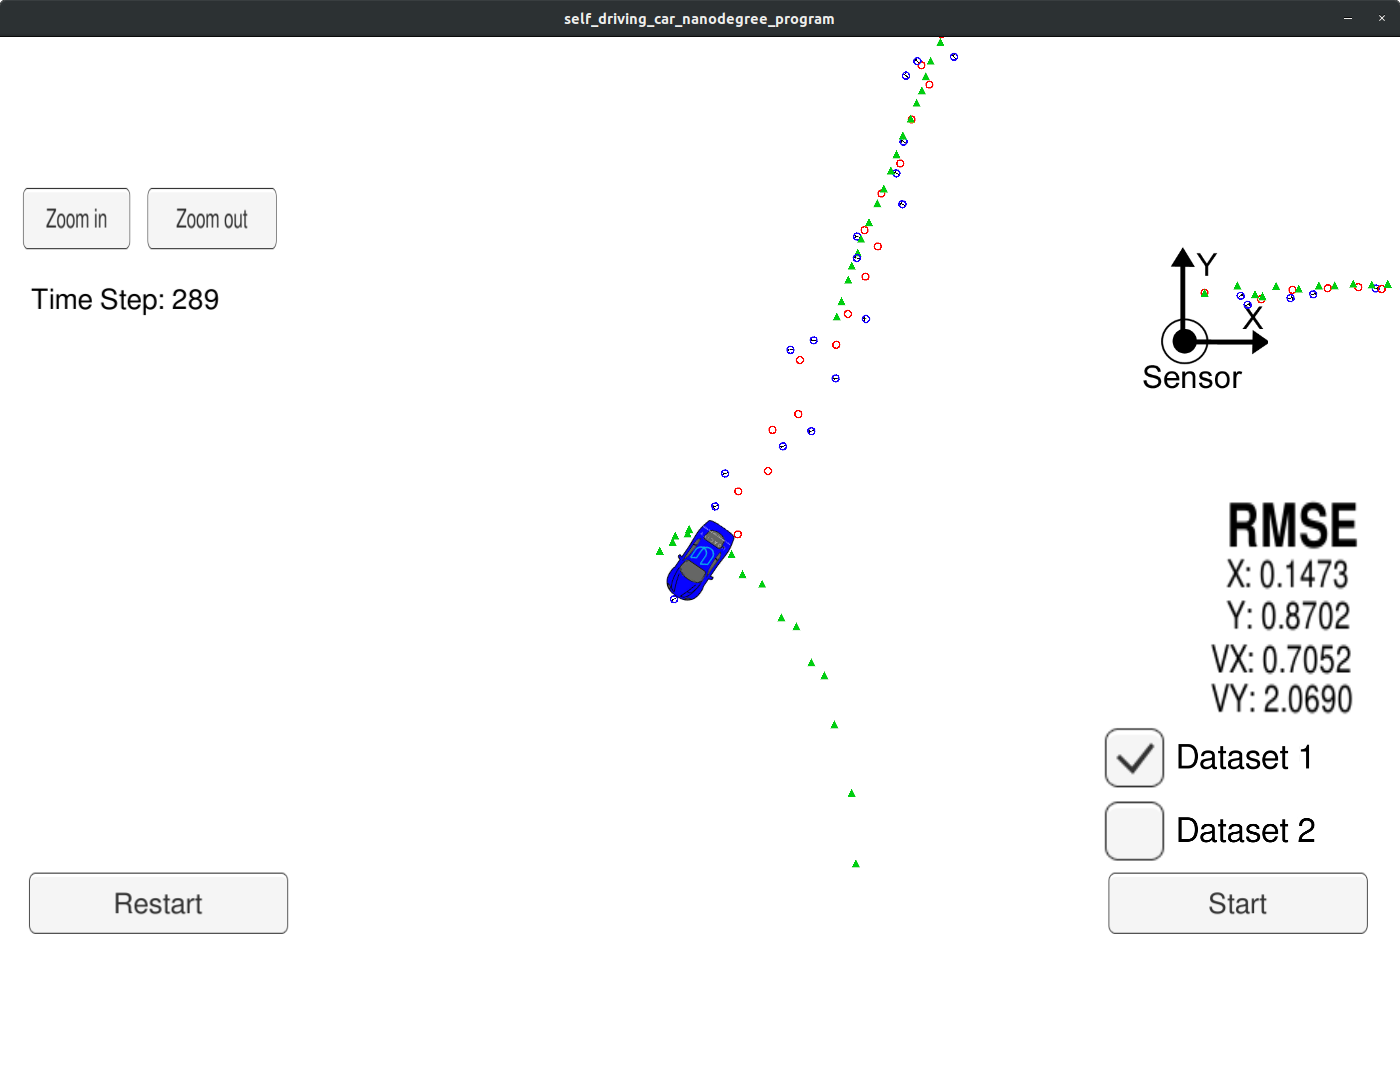 self_driving_car_nanodegree_program
Zoom in
Zoom out
Time Step: 289
Y
X
Sensor
RMSE
X: 0.1473
Y: 0.8702
VX: 0.7052
VY: 2.0690
Dataset 1
Dataset 2
Restart
Start